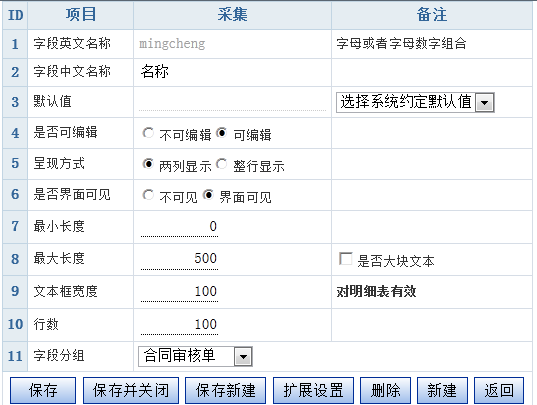 ID 项目 采集 备注
1 字段英文名称 mingcheng 字母或者字母数字组合
2 字段中文名称 名称
3 默认值 选择系统约定默认值
4 是否可编辑 不可编辑 可编辑
5 呈现方式 两列显示 整行显示
6 是否界面可见 不可见 界面可见
7 最小长度 0
8 最大长度 500 是否大块文本
9 文本框宽度 100 对明细表有效
10 行数 100
11 字段分组 合同审核单
保存 保存并关闭 保存新建 扩展设置 删除 新建 返回